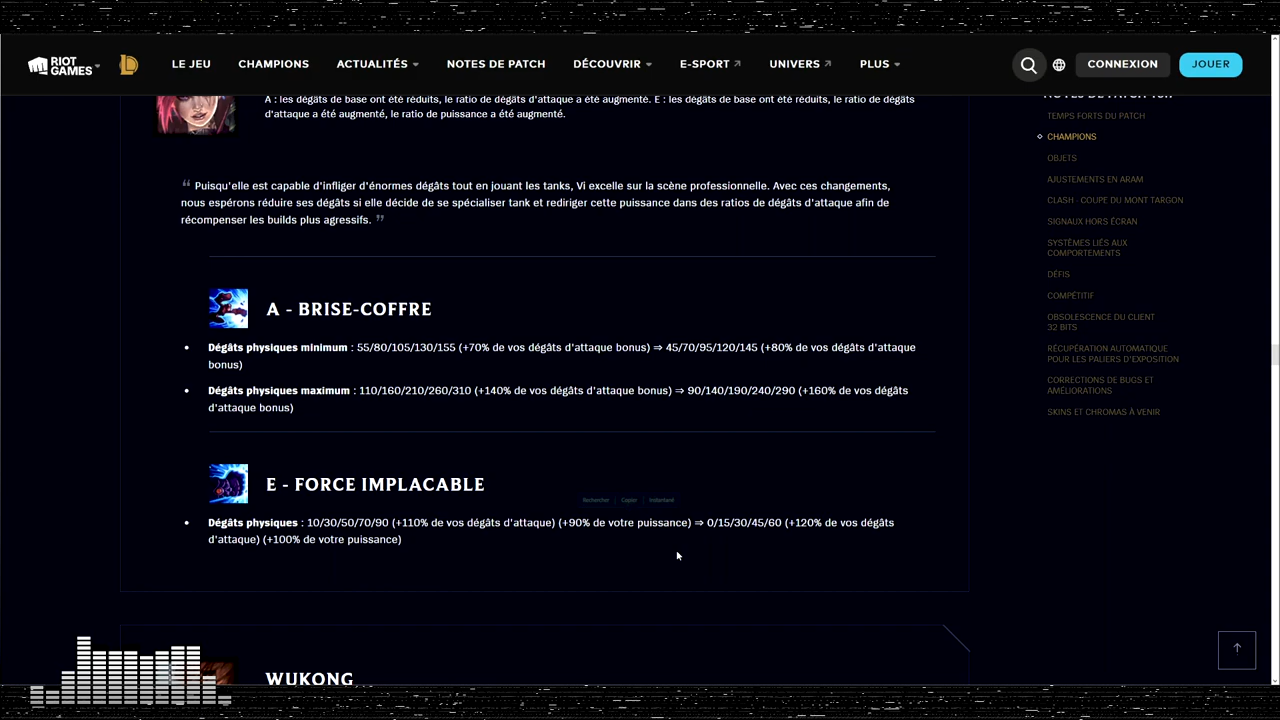 RIOT GAMES
LE JEU
CHAMPIONS
ACTUALITÉS
NOTES DE PATCH
DÉCOUVRIR
E-SPORT
UNIVERS
PLUS
CONNEXION
JOUER
A : les dégâts de base ont été réduits, le ratio de dégâts d'attaque a été augmenté. E : les dégâts de base ont été réduits, le ratio de dégâts
d'attaque a été augmenté, le ratio de puissance a été augmenté.
“ Puisqu'elle est capable d'infliger d'énormes dégâts tout en jouant les tanks, Vi excelle sur la scène professionnelle. Avec ces changements,
nous espérons réduire ses dégâts si elle décide de se spécialiser tank et rediriger cette puissance dans des ratios de dégâts d'attaque afin de
récompenser les builds plus agressifs. ”
A - BRISE-COFFRE
• Dégâts physiques minimum : 55/80/105/130/155 (+70% de vos dégâts d'attaque bonus) ⇒ 45/70/95/120/145 (+80% de vos dégâts d'attaque
bonus)
• Dégâts physiques maximum : 110/160/210/260/310 (+140% de vos dégâts d'attaque bonus) ⇒ 90/140/190/240/290 (+160% de vos dégâts
d'attaque bonus)
E - FORCE IMPLACABLE
Rechercher | Copier | Instantané
• Dégâts physiques : 10/30/50/70/90 (+110% de vos dégâts d'attaque) (+90% de votre puissance) ⇒ 0/15/30/45/60 (+120% de vos dégâts
d'attaque) (+100% de votre puissance)
WUKONG
NOTES DE PATCH
TEMPS FORTS DU PATCH
CHAMPIONS
OBJETS
AJUSTEMENTS EN ARAM
CLASH - COUPE DU MONT TARGON
SIGNAUX HORS ÉCRAN
SYSTÈMES LIÉS AUX
COMPORTEMENTS
DÉFIS
COMPÉTITIF
OBSOLESCENCE DU CLIENT
32 BITS
RÉCUPÉRATION AUTOMATIQUE
POUR LES PALIERS D'EXPOSITION
CORRECTIONS DE BUGS ET
AMÉLIORATIONS
SKINS ET CHROMAS À VENIR